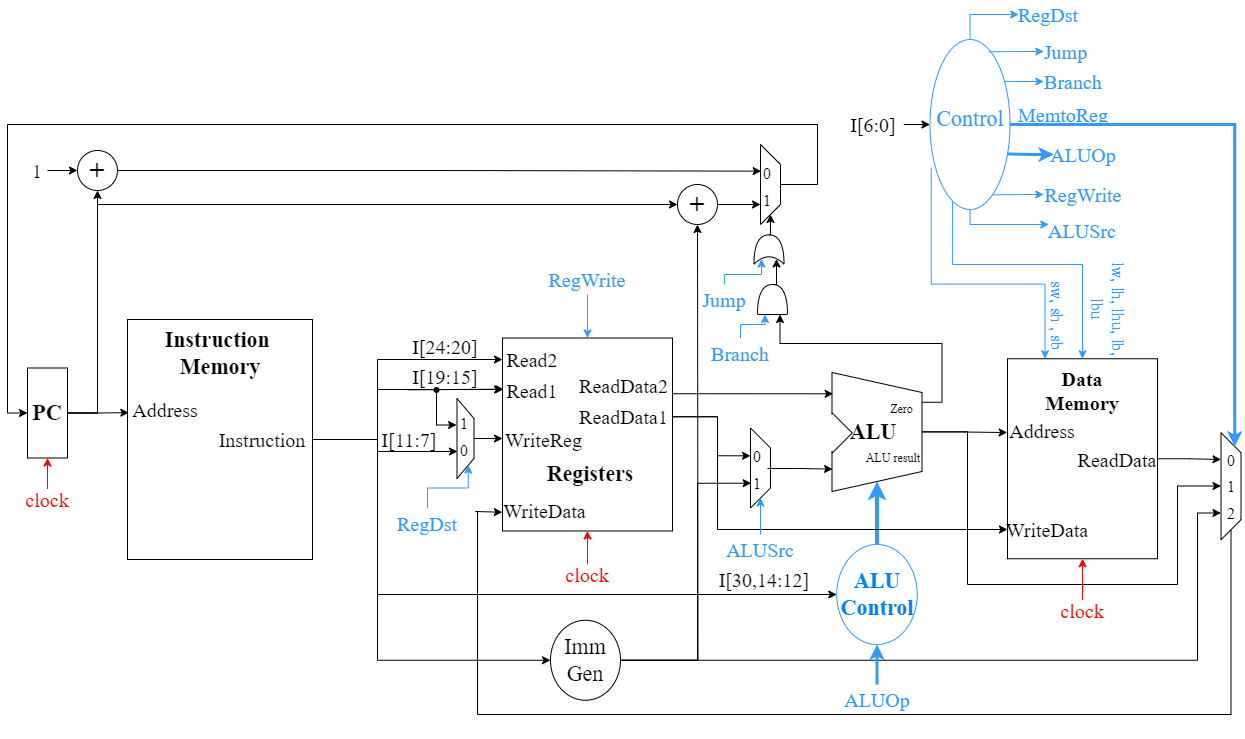 RegDst
Jump
Branch
MemtoReg
I[6:0]
Control
ALUOp
RegWrite
ALUSrc
1
+
+
0
1
Jump
Branch
RegWrite
sw, sh , sb
lw, lh, lhu, lb,
lbu
Instruction
Memory
Address
Instruction
PC
clock
I[24:20]
I[19:15]
I[11:7]
1
0
RegDst
Read2
Read1
WriteReg
Registers
WriteData
ReadData2
ReadData1
clock
0
1
ALUSrc
Zero
ALU
ALU result
Data
Memory
Address
ReadData
WriteData
clock
0
1
2
I[30,14:12]
ALU
Control
ALUOp
Imm
Gen